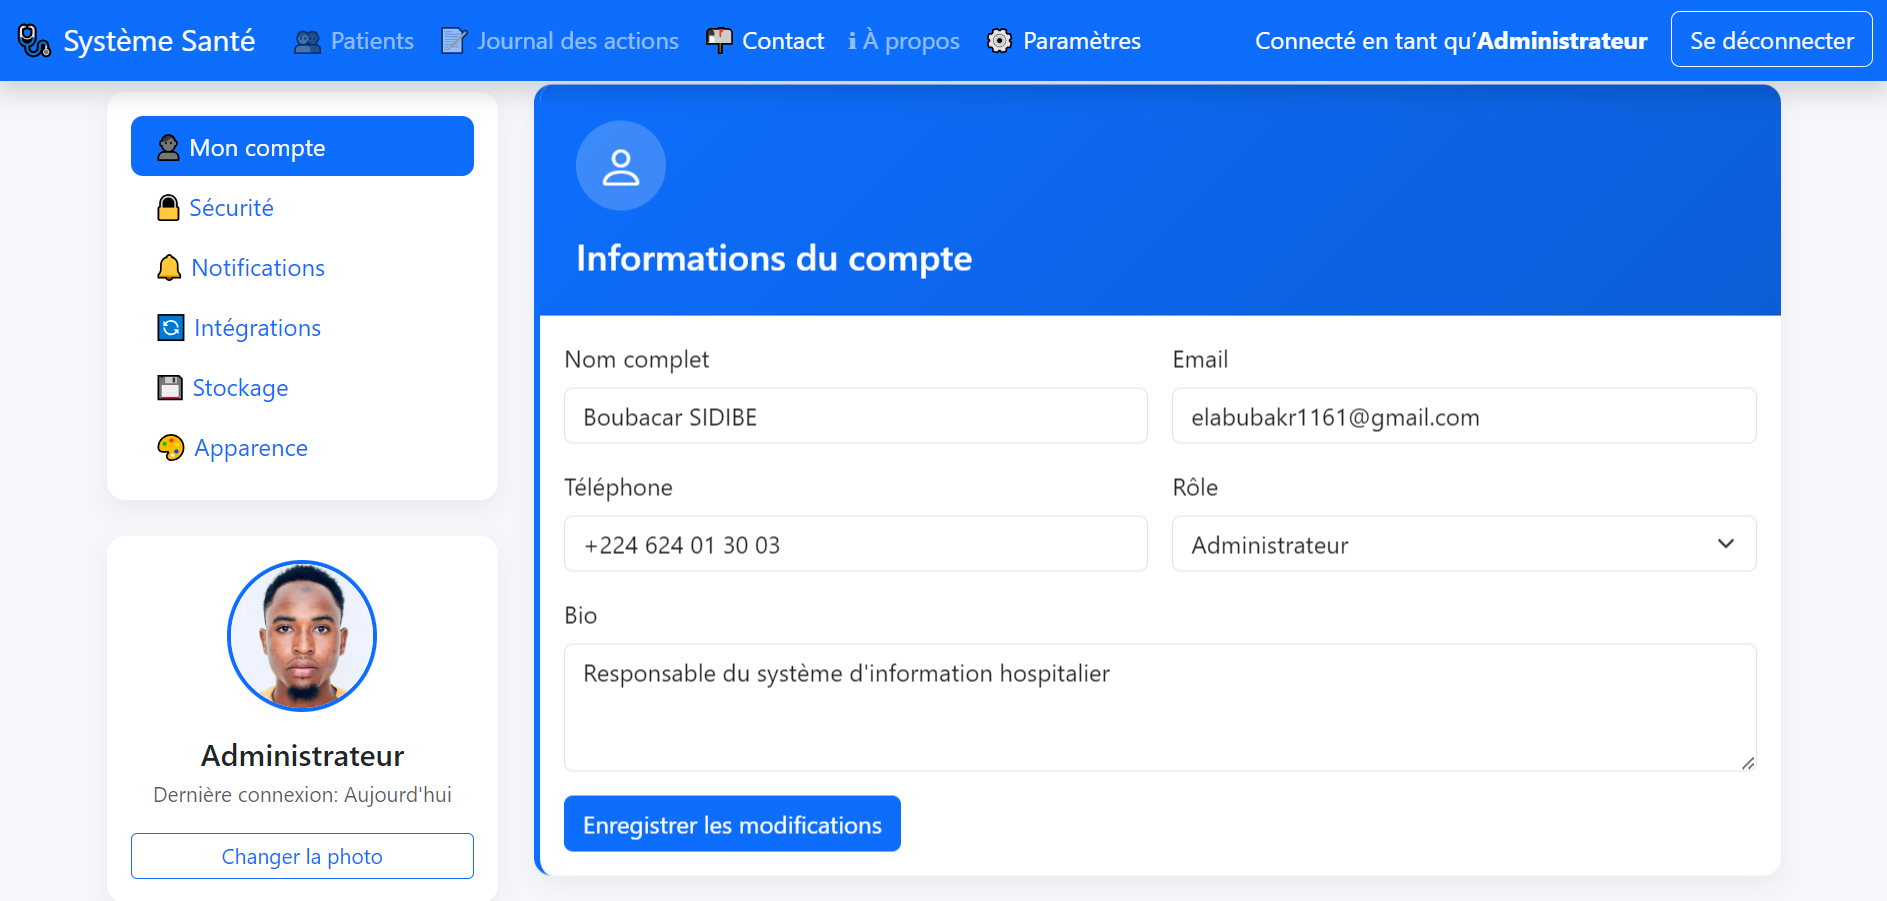 Système Santé
Patients
Journal des actions
Contact
À propos
Paramètres
Connecté en tant qu’Administrateur
Se déconnecter
Mon compte
Sécurité
Notifications
Intégrations
Stockage
Apparence
Administrateur
Dernière connexion: Aujourd'hui
Changer la photo
Informations du compte
Nom complet
Boubacar SIDIBE
Email
elabubakr1161@gmail.com
Téléphone
+224 624 01 30 03
Rôle
Administrateur
Bio
Responsable du système d'information hospitalier
Enregistrer les modifications